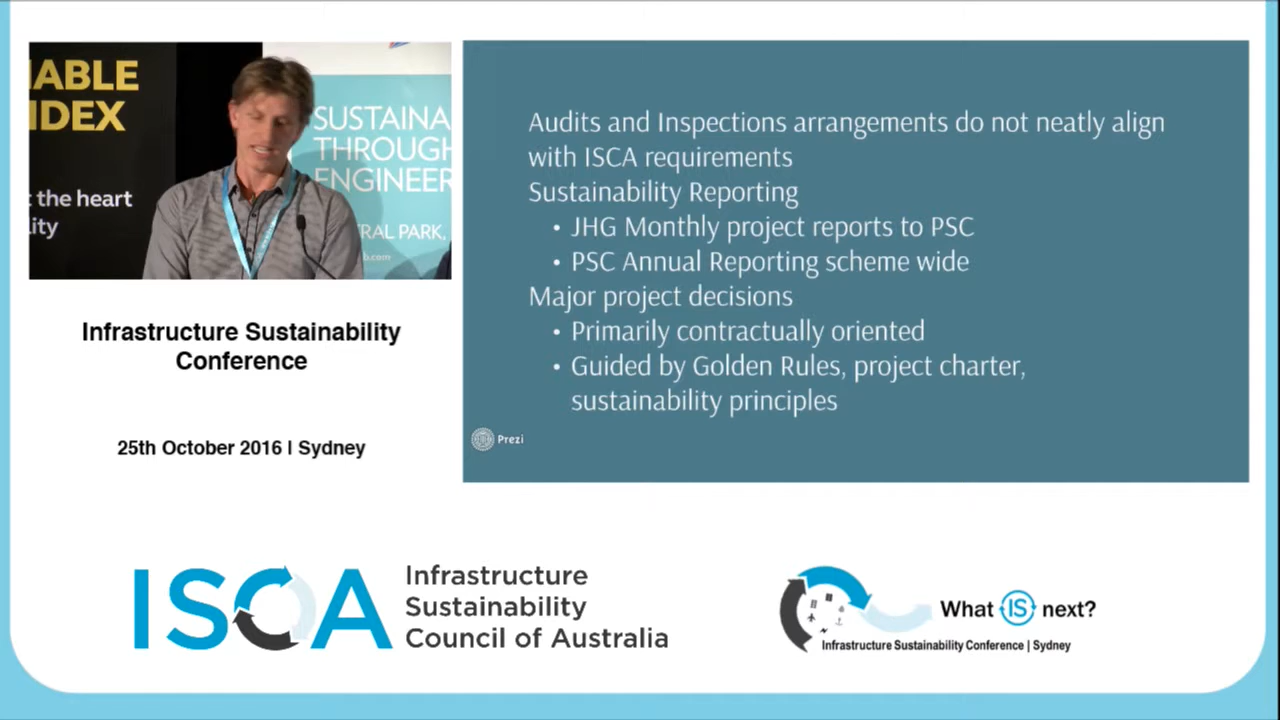 IABLE
IDEX
t the heart
ity
SUSTAINA
THROUGH
ENGINEER
RAL PARK,
b.com
Infrastructure Sustainability
Conference
25th October 2016 | Sydney
Audits and Inspections arrangements do not neatly align
with ISCA requirements
Sustainability Reporting
• JHG Monthly project reports to PSC
• PSC Annual Reporting scheme wide
Major project decisions
• Primarily contractually oriented
• Guided by Golden Rules, project charter,
sustainability principles
Prezi
ISCA
Infrastructure
Sustainability
Council of Australia
What IS next?
Infrastructure Sustainability Conference | Sydney